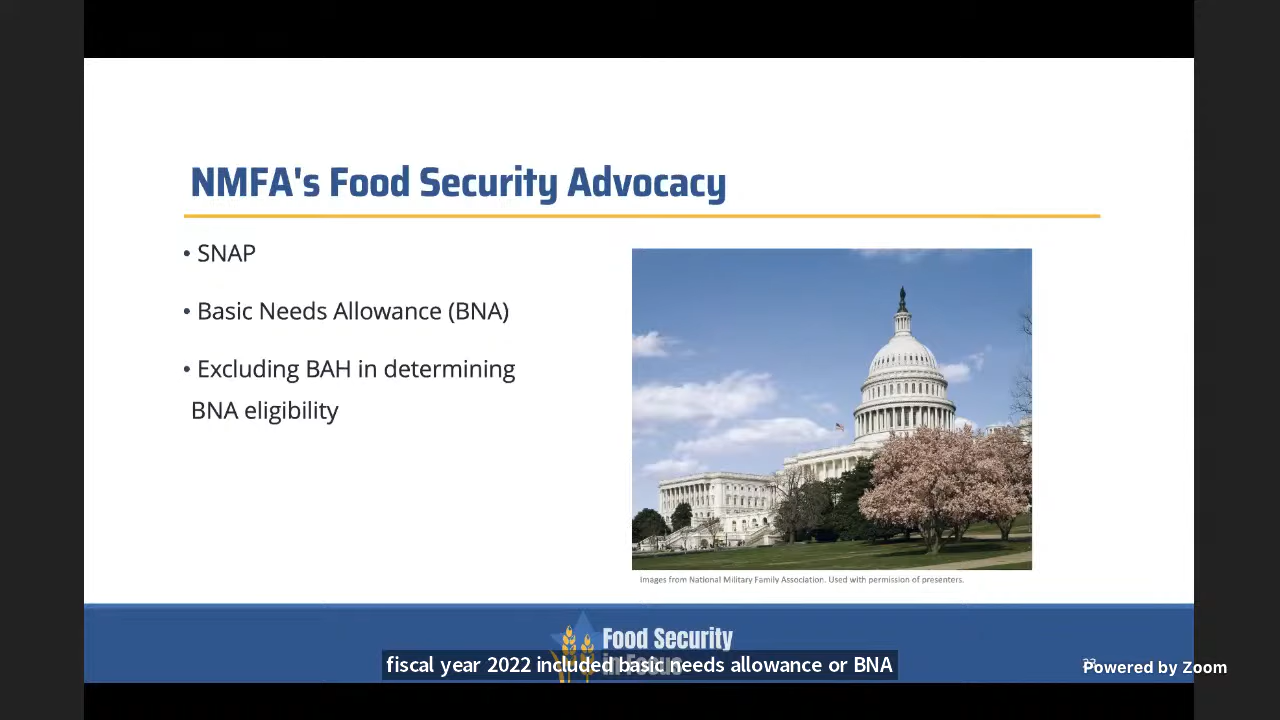 NMFA's Food Security Advocacy
• SNAP
• Basic Needs Allowance (BNA)
• Excluding BAH in determining
BNA eligibility
Images from National Military Family Association. Used with permission of presenters.
Food Security
in Focus
fiscal year 2022 included basic needs allowance or BNA
Powered by Zoom